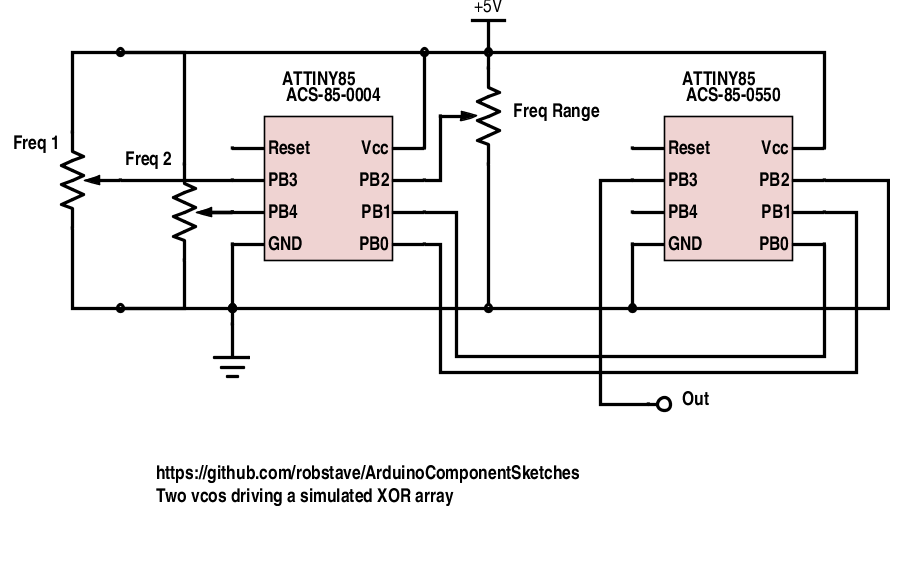 +5V
ATTINY85
ACS-85-0004
ATTINY85
ACS-85-0550
Freq Range
Freq 1
Freq 2
Reset
Vcc
PB3
PB2
PB4
PB1
GND
PB0
Reset
Vcc
PB3
PB2
PB4
PB1
GND
PB0
Out
https://github.com/robstave/ArduinoComponentSketches
Two vcos driving a simulated XOR array